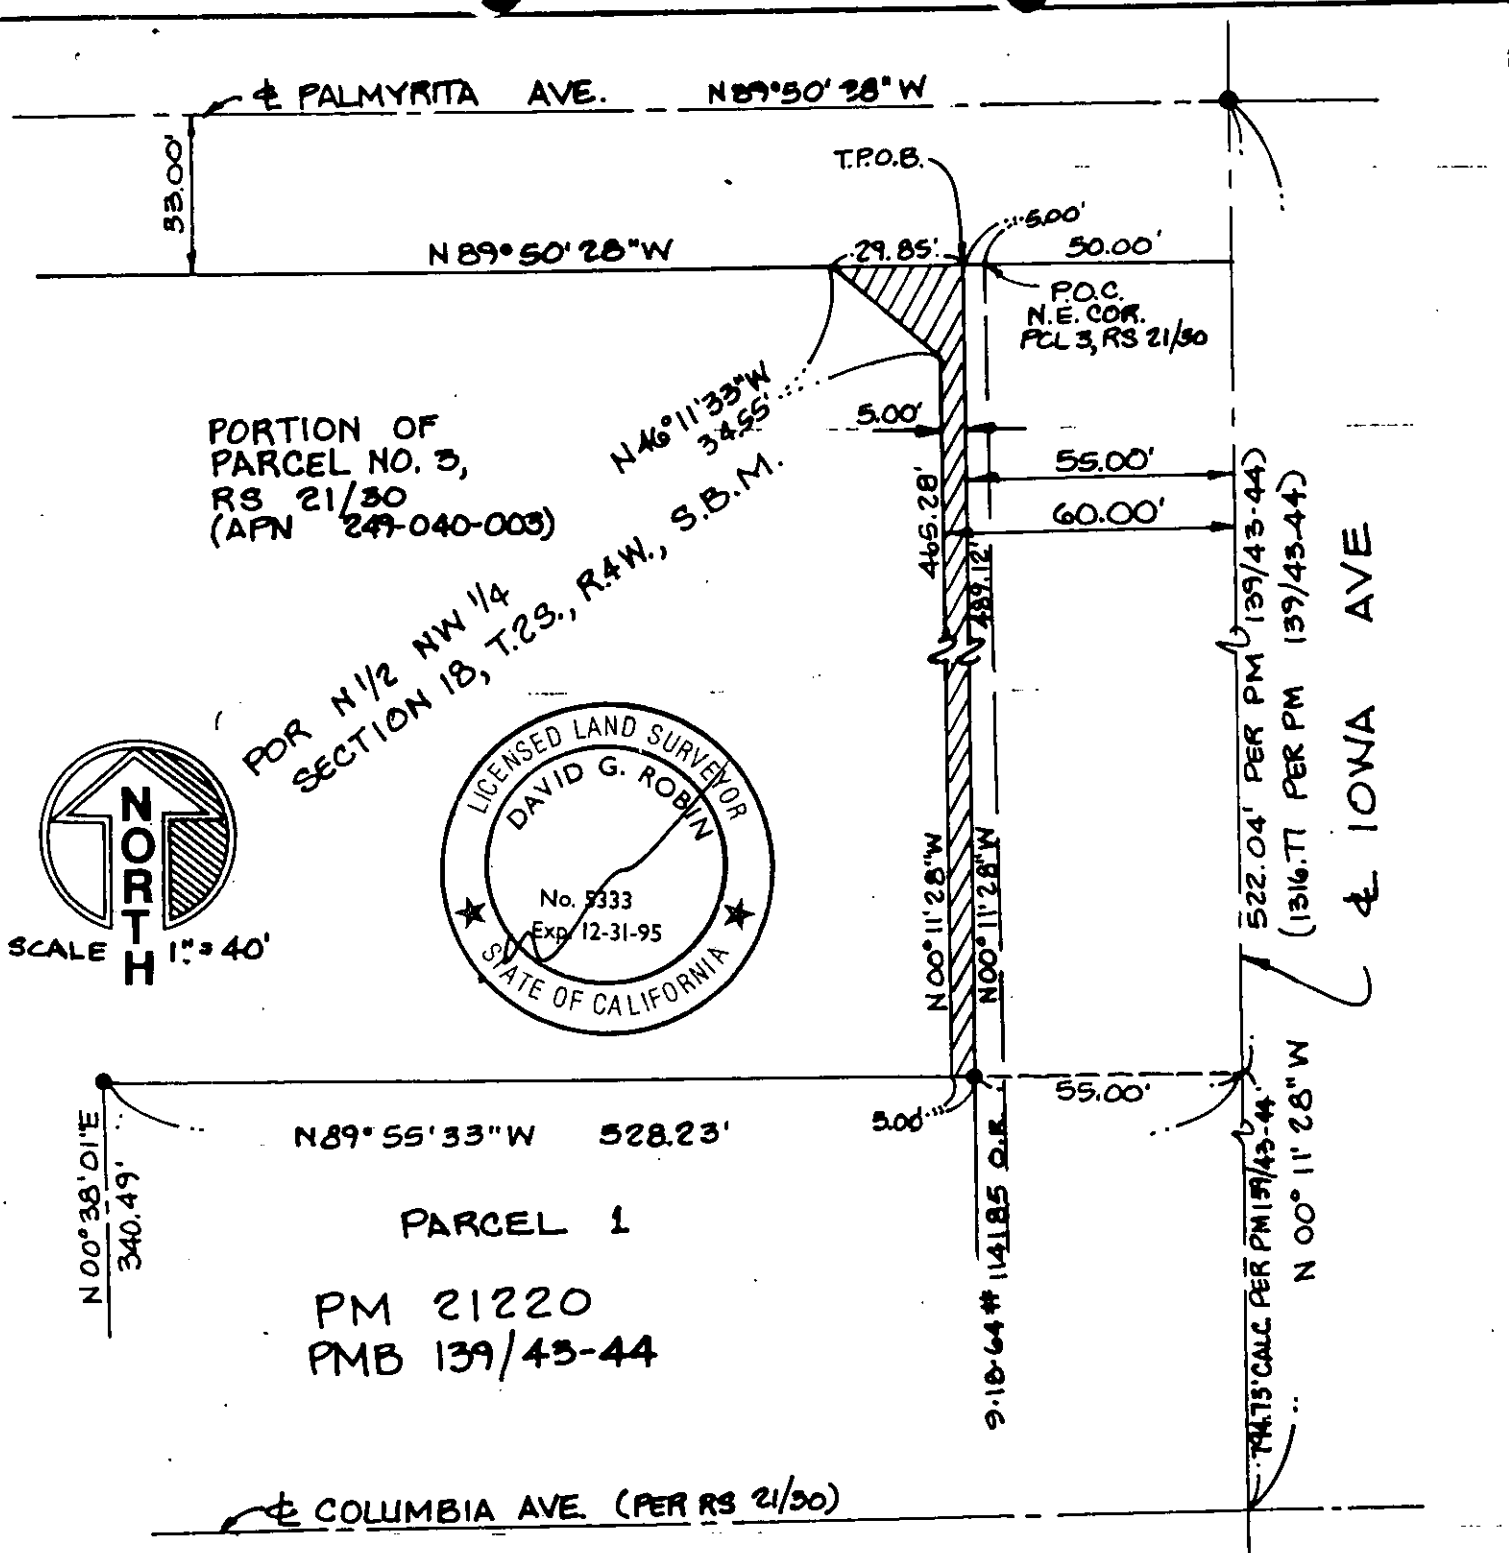 ℄ PALMYRITA AVE. N89°50'28"W
33.00'
T.P.O.B.
5.00'
N89°50'28"W
29.85'
50.00'
P.O.C.
N.E. COR.
PCL 3, RS 21/30
N46°11'33"W
34.55'
PORTION OF
PARCEL NO. 3,
RS 21/30
(APN 249-040-003)
5.00'
55.00'
60.00'
465.28'
489.12'
POR N 1/2 NW 1/4
SECTION 18, T.2S., R.4W., S.B.M.
522.04' PER PM 139/43-44)
(1316.77 PER PM 139/43-44)
℄ IOWA AVE
NORTH
SCALE 1"=40'
LICENSED LAND SURVEYOR
DAVID G. ROBIN
No. 5333
Exp. 12-31-95
STATE OF CALIFORNIA
N00°11'28"W
N00°11'28"W
N00°38'01"E
340.49'
N89°55'33"W 528.23'
5.00'
55.00'
PARCEL 1
PM 21220
PMB 139/43-44
9-18-64 # 114185 O.R.
794.73' CALC. PER PM 139/43-44
N00°11'28"W
℄ COLUMBIA AVE. (PER RS 21/30)